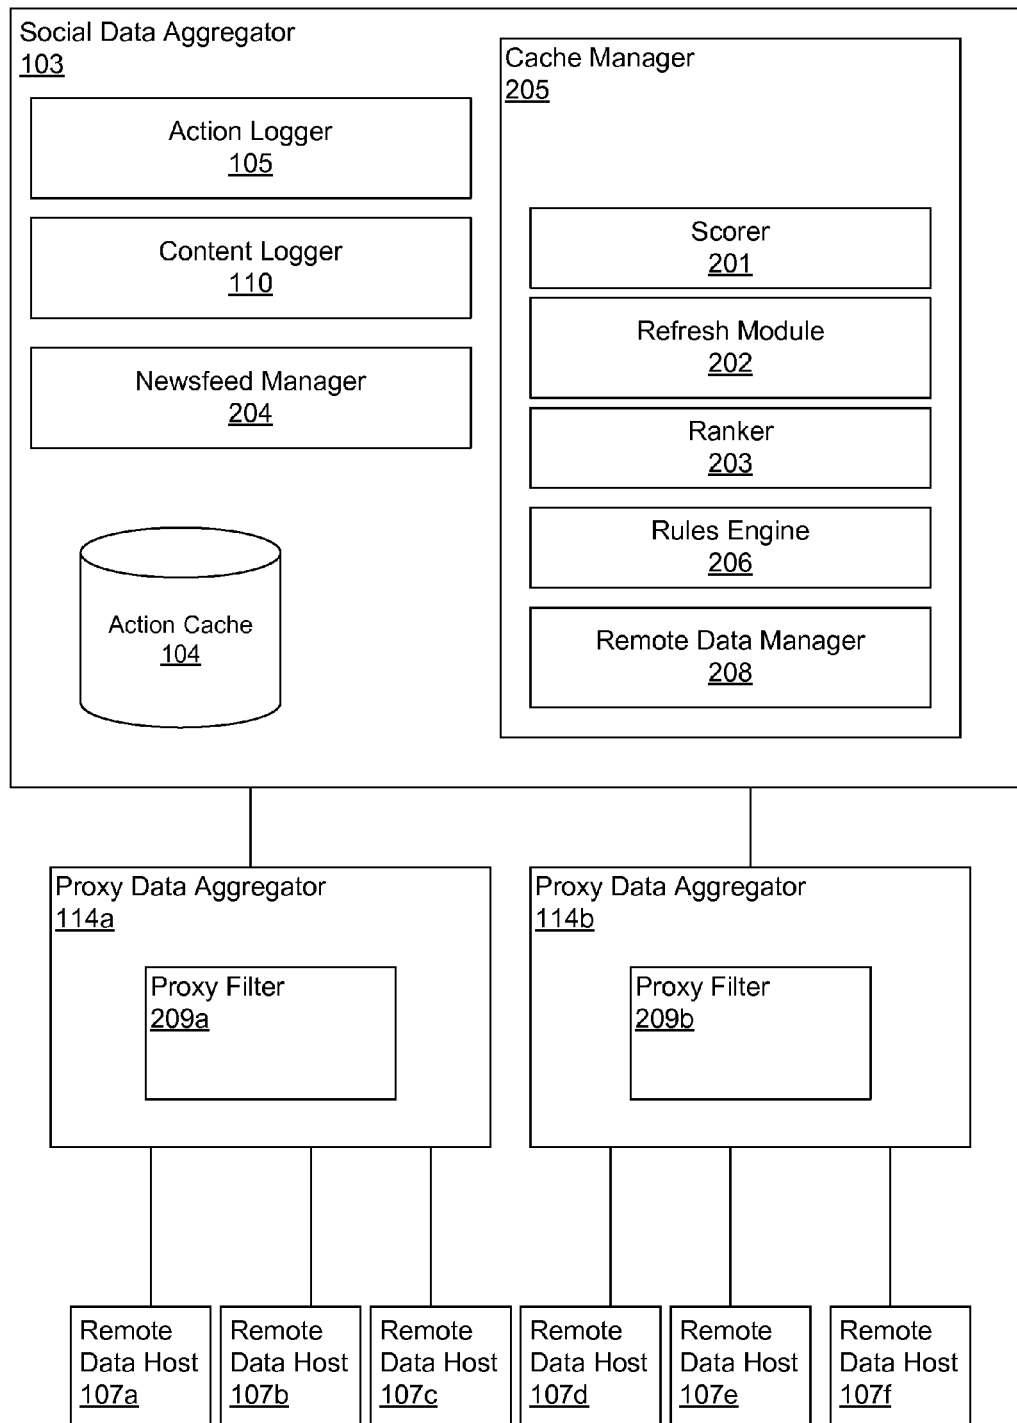 Social Data Aggregator
103
Action Logger
105
Content Logger
110
Newsfeed Manager
204
Action Cache
104
Cache Manager
205
Scorer
201
Refresh Module
202
Ranker
203
Rules Engine
206
Remote Data Manager
208
Proxy Data Aggregator
114a
Proxy Filter
209a
Proxy Data Aggregator
114b
Proxy Filter
209b
Remote
Data Host
107a
Remote
Data Host
107b
Remote
Data Host
107c
Remote
Data Host
107d
Remote
Data Host
107e
Remote
Data Host
107f